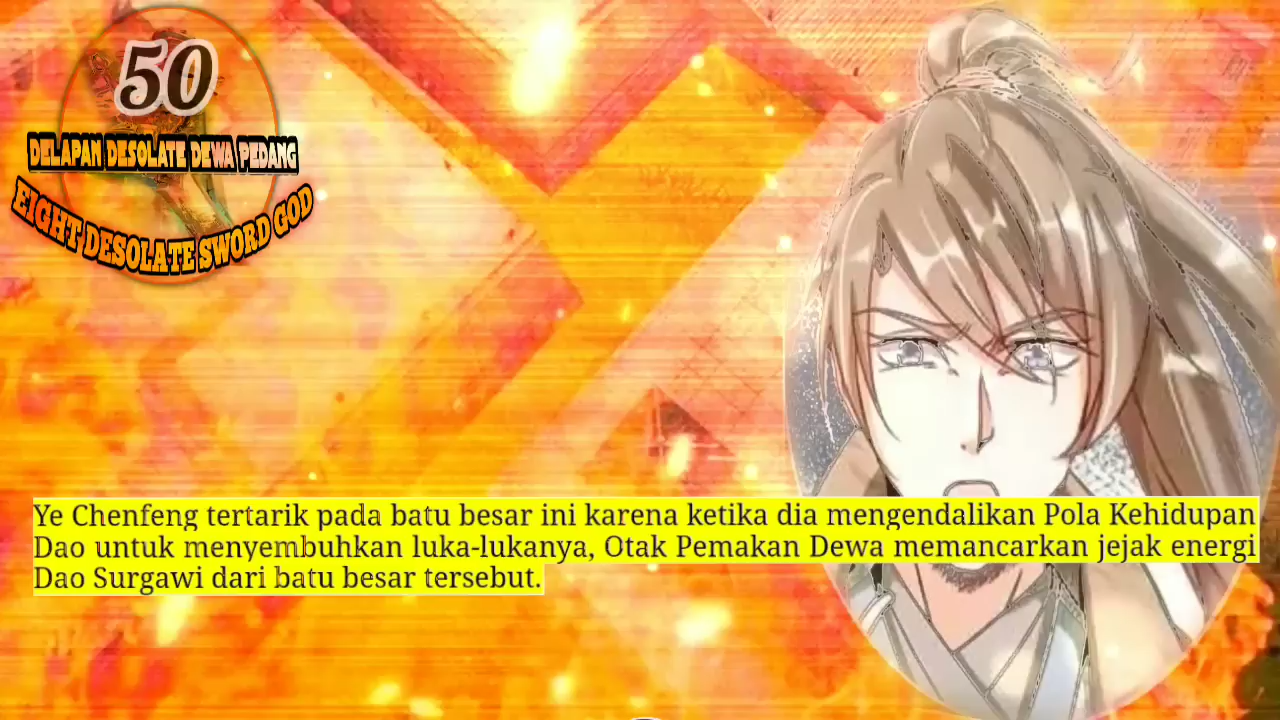 50
DELAPAN DESOLATE DEWA PEDANG
EIGHT DESOLATE SWORD GOD
Ye Chenfeng tertarik pada batu besar ini karena ketika dia mengendalikan Pola Kehidupan
Dao untuk menyembuhkan luka-lukanya, Otak Pemakan Dewa memancarkan jejak energi
Dao Surgawi dari batu besar tersebut.